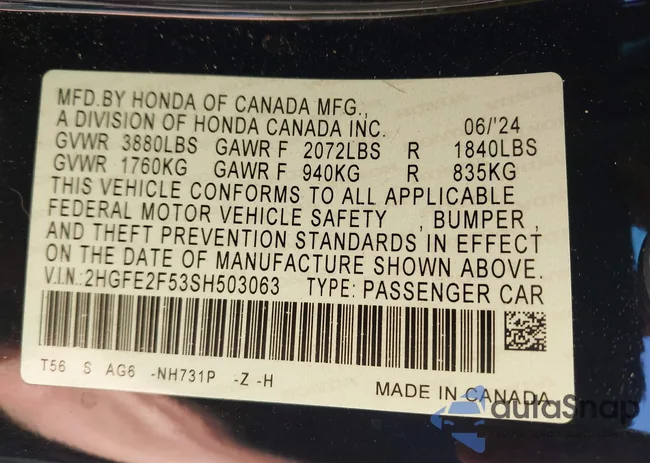 MFD.BY HONDA OF CANADA MFG.,
A DIVISION OF HONDA CANADA INC. 06/'24
GVWR 3880LBS GAWR F 2072LBS R 1840LBS
GVWR 1760KG GAWR F 940KG R 835KG
THIS VEHICLE CONFORMS TO ALL APPLICABLE
FEDERAL MOTOR VEHICLE SAFETY , BUMPER ,
AND THEFT PREVENTION STANDARDS IN EFFECT
ON THE DATE OF MANUFACTURE SHOWN ABOVE.
V.I.N.:2HGFE2F53SH503063 TYPE: PASSENGER CAR
T56 S AG6 -NH731P -Z -H
MADE IN CANADA
autoSnap